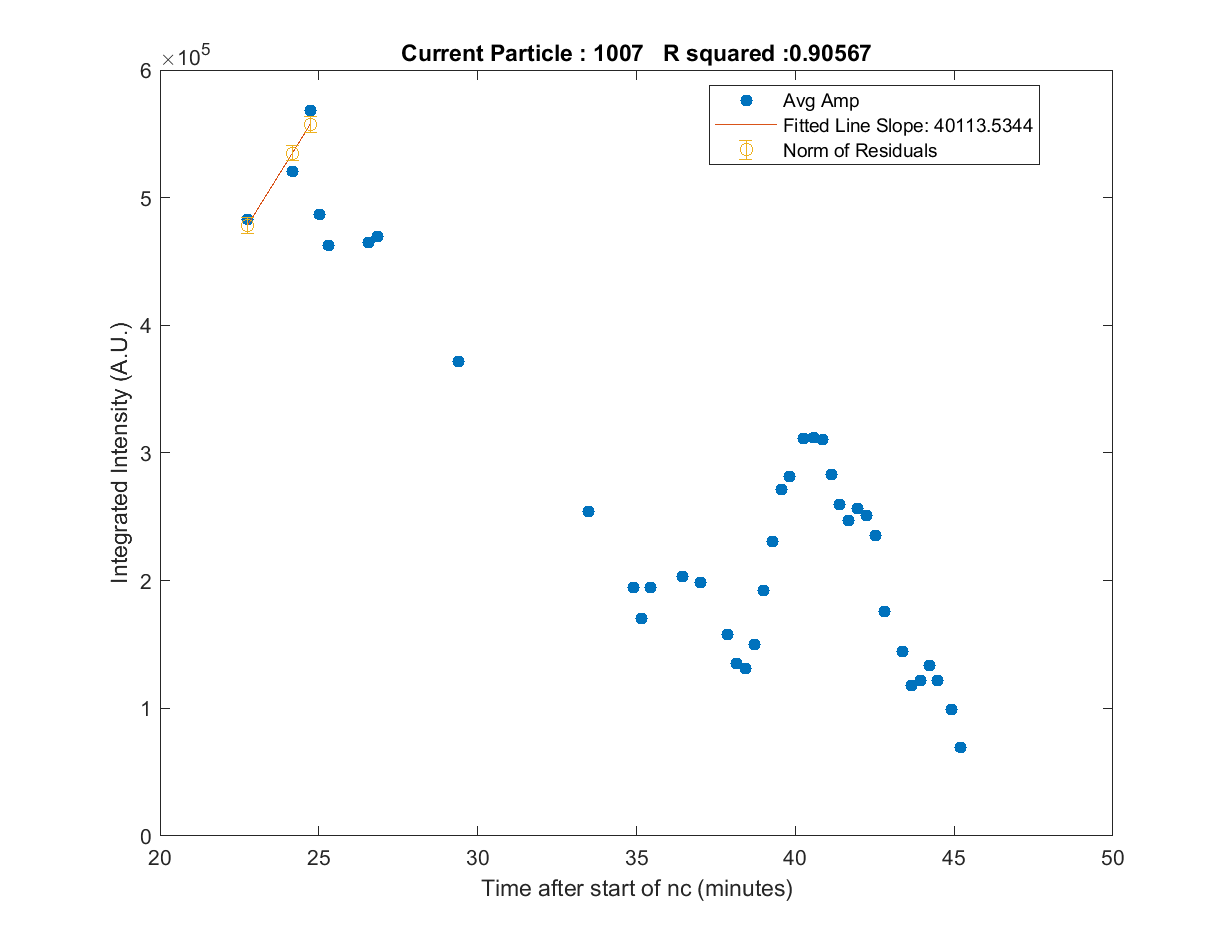 Current Particle : 1007   R squared :0.90567
×10^5
Avg Amp
Fitted Line Slope: 40113.5344
Norm of Residuals
6
5
4
3
2
1
0
Integrated Intensity (A.U.)
20 25 30 35 40 45 50
Time after start of nc (minutes)